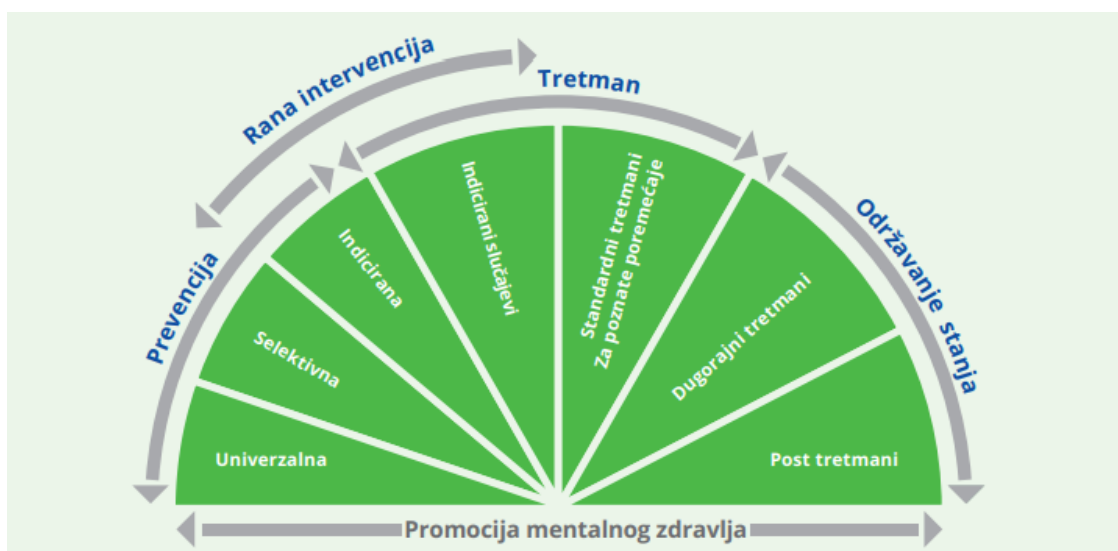 Rana intervencija
Tretman
Prevencija
Održavanje stanja
Univerzalna
Selektivna
Indicirana
Indicirani slučajevi
Standardni tretmani
Za poznate poremećaje
Dugorajni tretmani
Post tretmani
Promocija mentalnog zdravlja